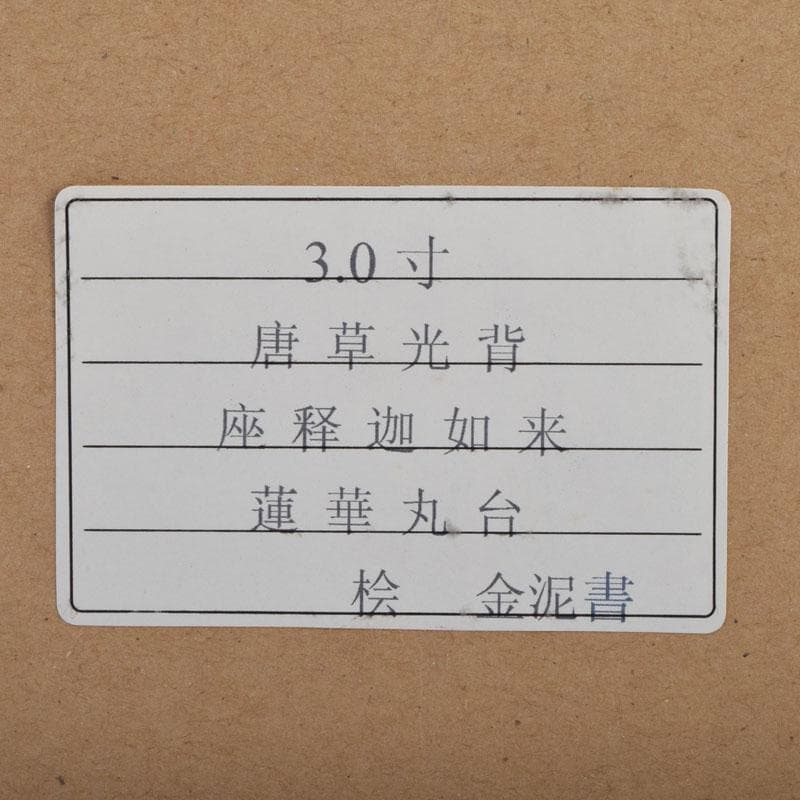 3.0寸
唐草光背
座釈迦如来
蓮華丸台
桧 金泥書